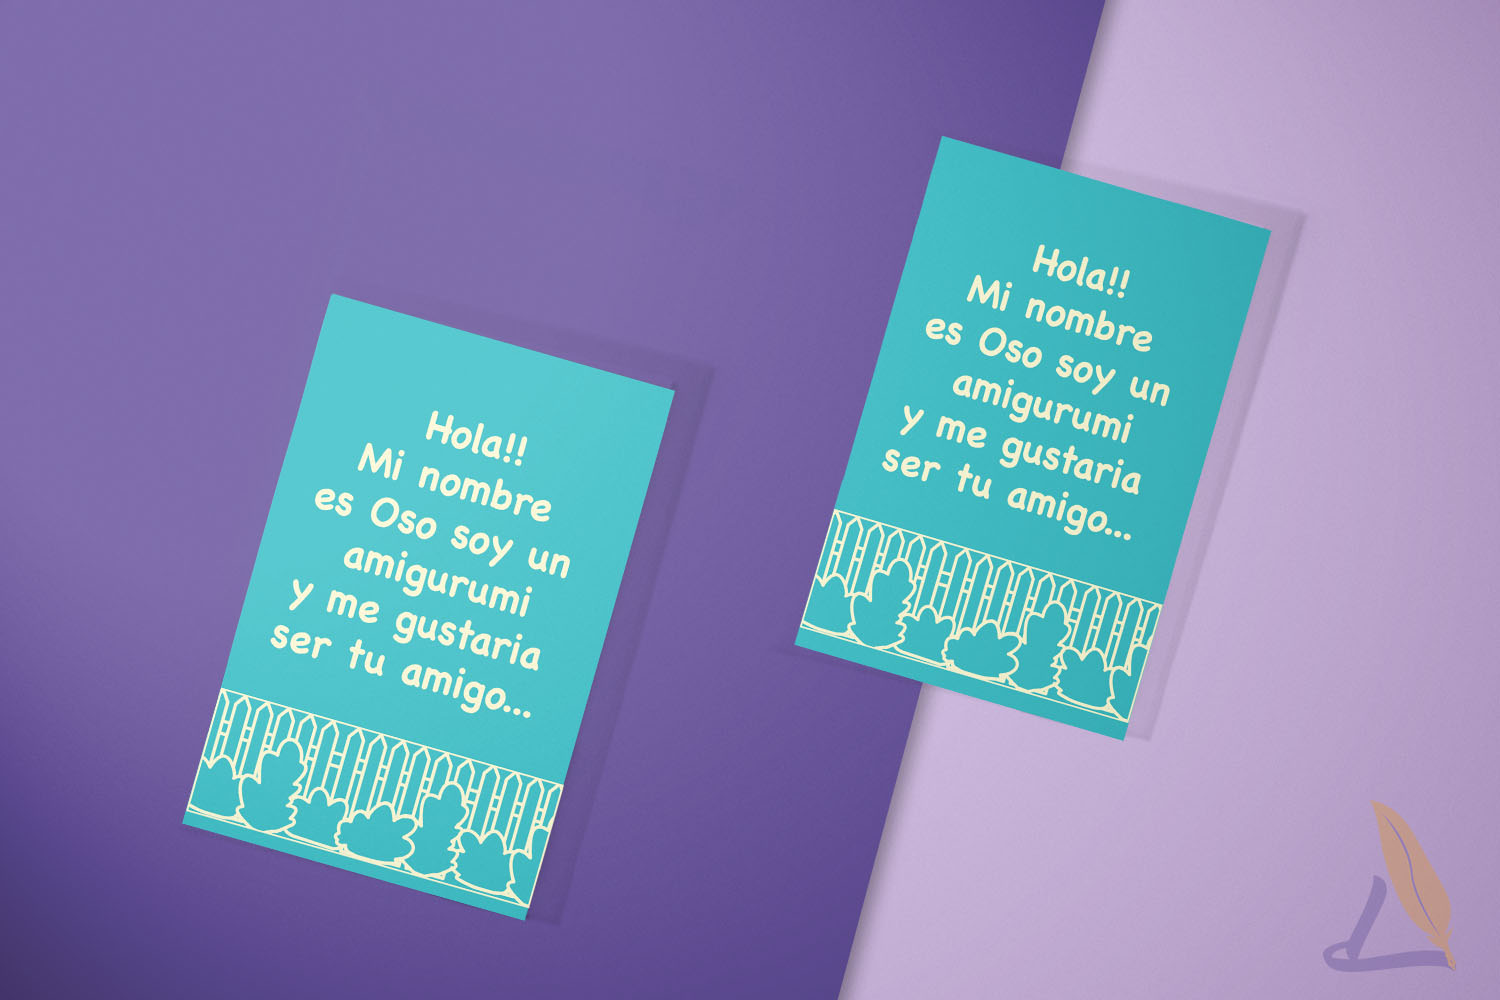 Hola!!
Mi nombre
es Oso soy un
amigurumi
y me gustaria
ser tu amigo...
Hola!!
Mi nombre
es Oso soy un
amigurumi
y me gustaria
ser tu amigo...